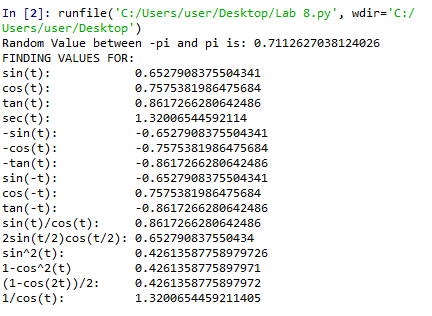 In [2]: runfile('C:/Users/user/Desktop/Lab 8.py', wdir='C:/
Users/user/Desktop')
Random Value between -pi and pi is: 0.7112627038124026
FINDING VALUES FOR:
sin(t): 0.6527908375504341
cos(t): 0.7575381986475684
tan(t): 0.8617266280642486
sec(t): 1.32006544592114
-sin(t): -0.6527908375504341
-cos(t): -0.7575381986475684
-tan(t): -0.8617266280642486
sin(-t): -0.6527908375504341
cos(-t): 0.7575381986475684
tan(-t): -0.8617266280642486
sin(t)/cos(t): 0.8617266280642486
2sin(t/2)cos(t/2): 0.652790837550434
sin^2(t): 0.42613587758979726
1-cos^2(t) 0.4261358775897971
(1-cos(2t))/2: 0.4261358775897972
1/cos(t): 1.3200654459211405